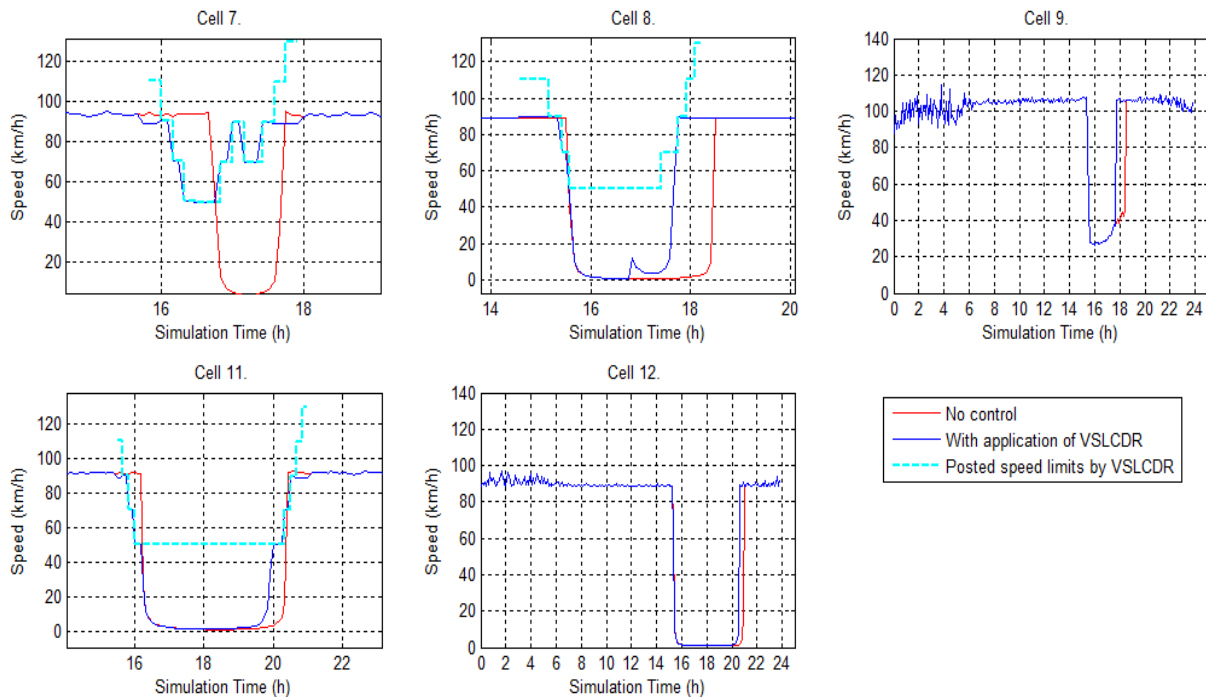 Cell 7.
120
100
80
60
40
20
16
18
Speed (km/h)
Simulation Time (h)
Cell 8.
120
100
80
60
40
20
0
14
16
18
20
Speed (km/h)
Simulation Time (h)
Cell 9.
140
120
100
80
60
40
20
0
0 2 4 6 8 10 12 14 16 18 20 22 24
Speed (km/h)
Simulation Time (h)
Cell 11.
120
100
80
60
40
20
0
16
18
20
22
Speed (km/h)
Simulation Time (h)
Cell 12.
140
120
100
80
60
40
20
0
0 2 4 6 8 10 12 14 16 18 20 22 24
Speed (km/h)
Simulation Time (h)
No control
With application of VSLCDR
Posted speed limits by VSLCDR